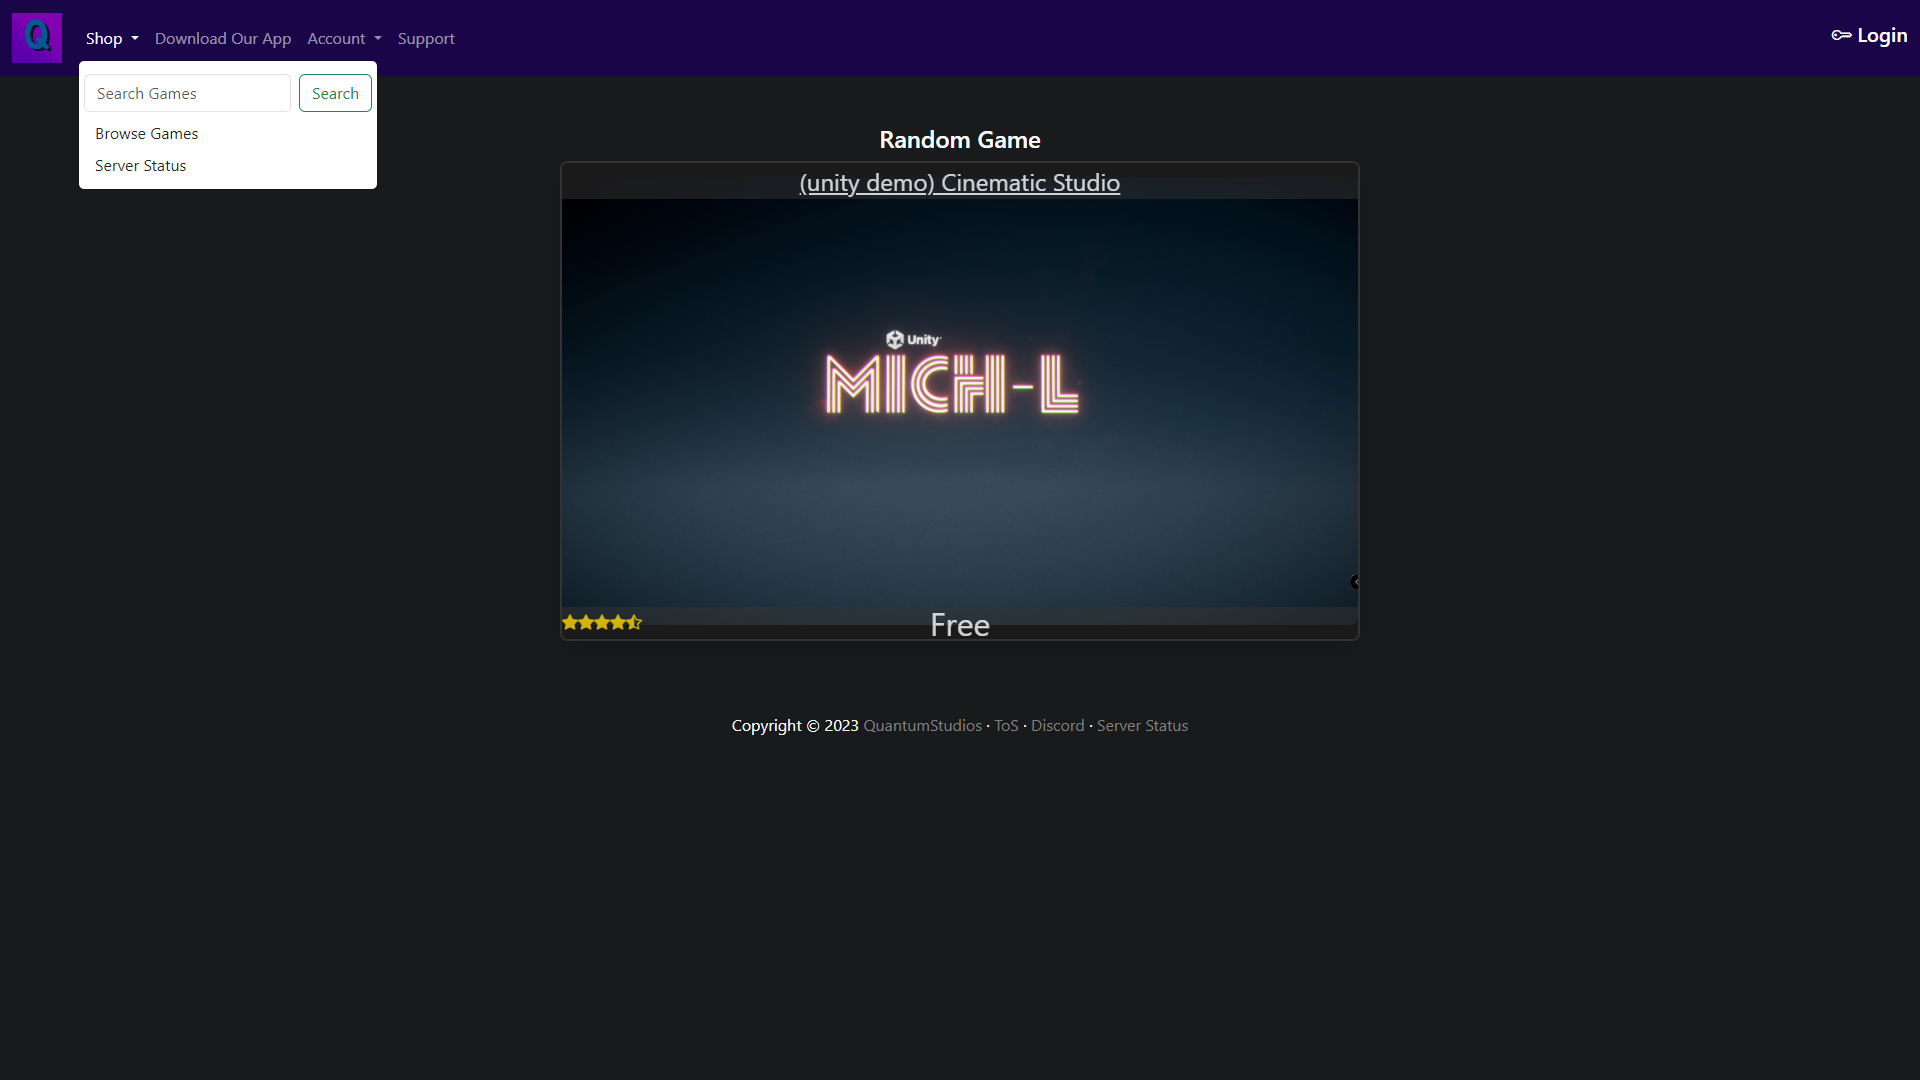 Q
Shop Download Our App Account Support
Login
Search Games Search
Browse Games
Server Status
Random Game
(unity demo) Cinematic Studio
Unity
MICH-L
Free
Copyright © 2023 QuantumStudios · ToS · Discord · Server Status